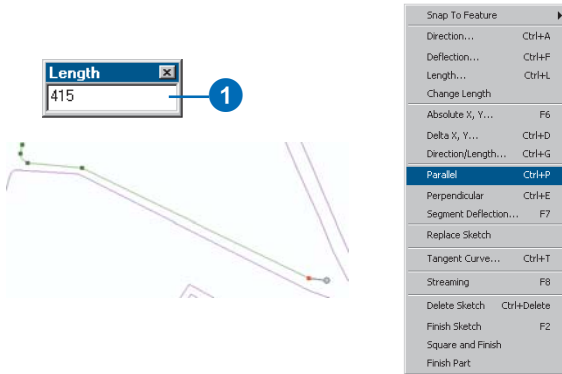 Length
415
1
Snap To Feature
Direction... Ctrl+A
Deflection... Ctrl+F
Length... Ctrl+L
Change Length
Absolute X, Y... F6
Delta X, Y... Ctrl+D
Direction/Length... Ctrl+G
Parallel Ctrl+P
Perpendicular Ctrl+E
Segment Deflection... F7
Replace Sketch
Tangent Curve... Ctrl+T
Streaming F8
Delete Sketch Ctrl+Delete
Finish Sketch F2
Square and Finish
Finish Part